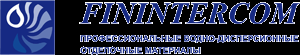 FININTERCOM
ПРОФЕССИОНАЛЬНЫЕ ВОДНО-ДИСПЕРСИОННЫЕ
ОТДЕЛОЧНЫЕ МАТЕРИАЛЫ